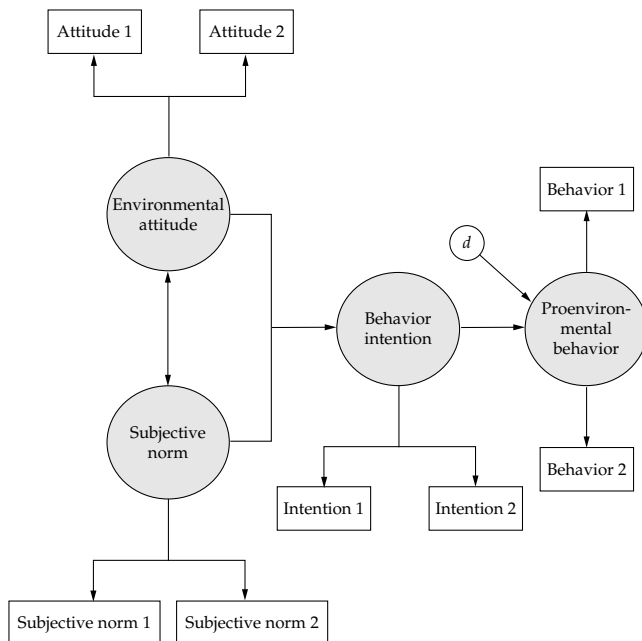 Attitude 1
Attitude 2
Environmental
attitude
Behavior 1
d
Behavior
intention
Proenviron-
mental
behavior
Subjective
norm
Behavior 2
Intention 1
Intention 2
Subjective norm 1
Subjective norm 2